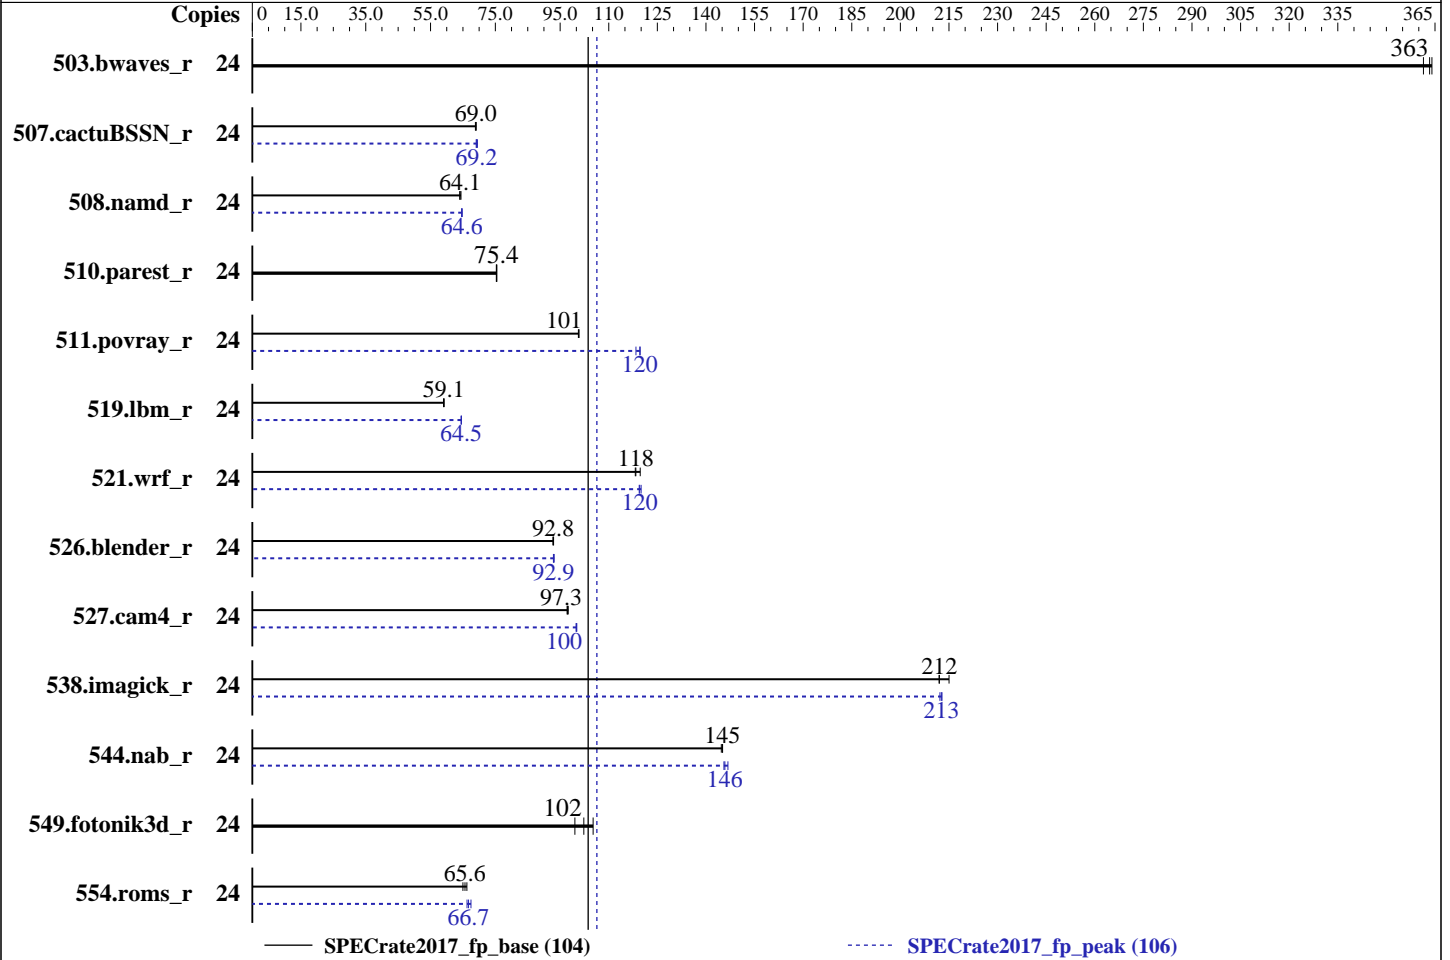 Copies 0 15.0 35.0 55.0 75.0 95.0 110 125 140 155 170 185 200 215 230 245 260 275 290 305 320 335 365
363
503.bwaves_r 24
69.0
507.cactuBSSN_r 24
69.2
64.1
508.namd_r 24
64.6
75.4
510.parest_r 24
101
511.povray_r 24
120
59.1
519.lbm_r 24
64.5
118
521.wrf_r 24
120
92.8
526.blender_r 24
92.9
97.3
527.cam4_r 24
100
212
538.imagick_r 24
213
145
544.nab_r 24
146
102
549.fotonik3d_r 24
65.6
554.roms_r 24
66.7
SPECrate2017_fp_base (104) SPECrate2017_fp_peak (106)